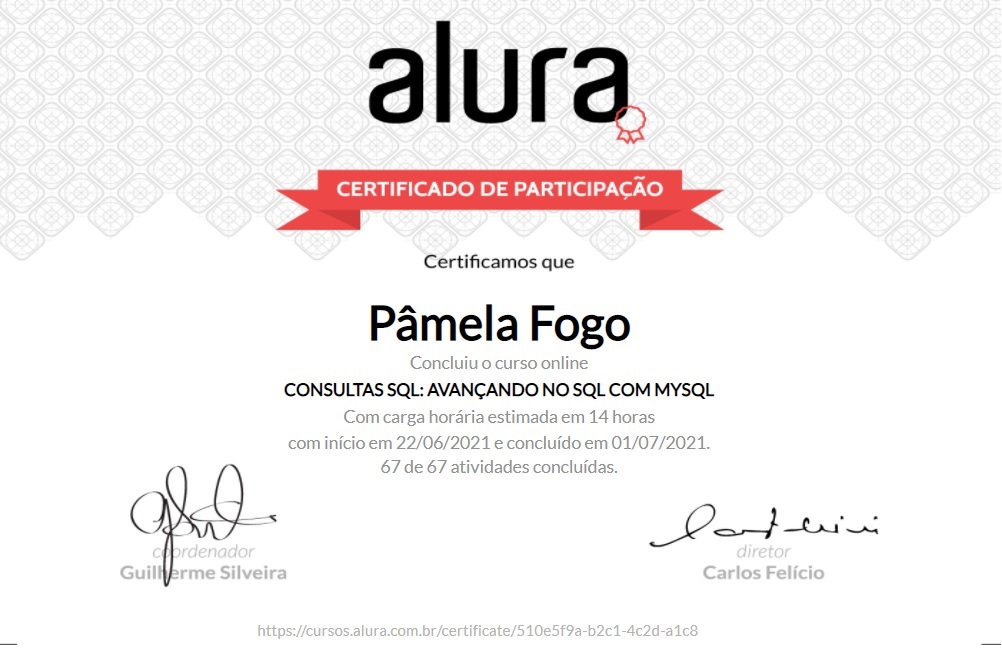 alura
CERTIFICADO DE PARTICIPAÇÃO
Certificamos que
Pâmela Fogo
Concluiu o curso online
CONSULTAS SQL: AVANÇANDO NO SQL COM MYSQL
Com carga horária estimada em 14 horas
com início em 22/06/2021 e concluído em 01/07/2021.
67 de 67 atividades concluídas.
coordenador
Guilherme Silveira
diretor
Carlos Felício
https://cursos.alura.com.br/certificate/510e5f9a-b2c1-4c2d-a1c8